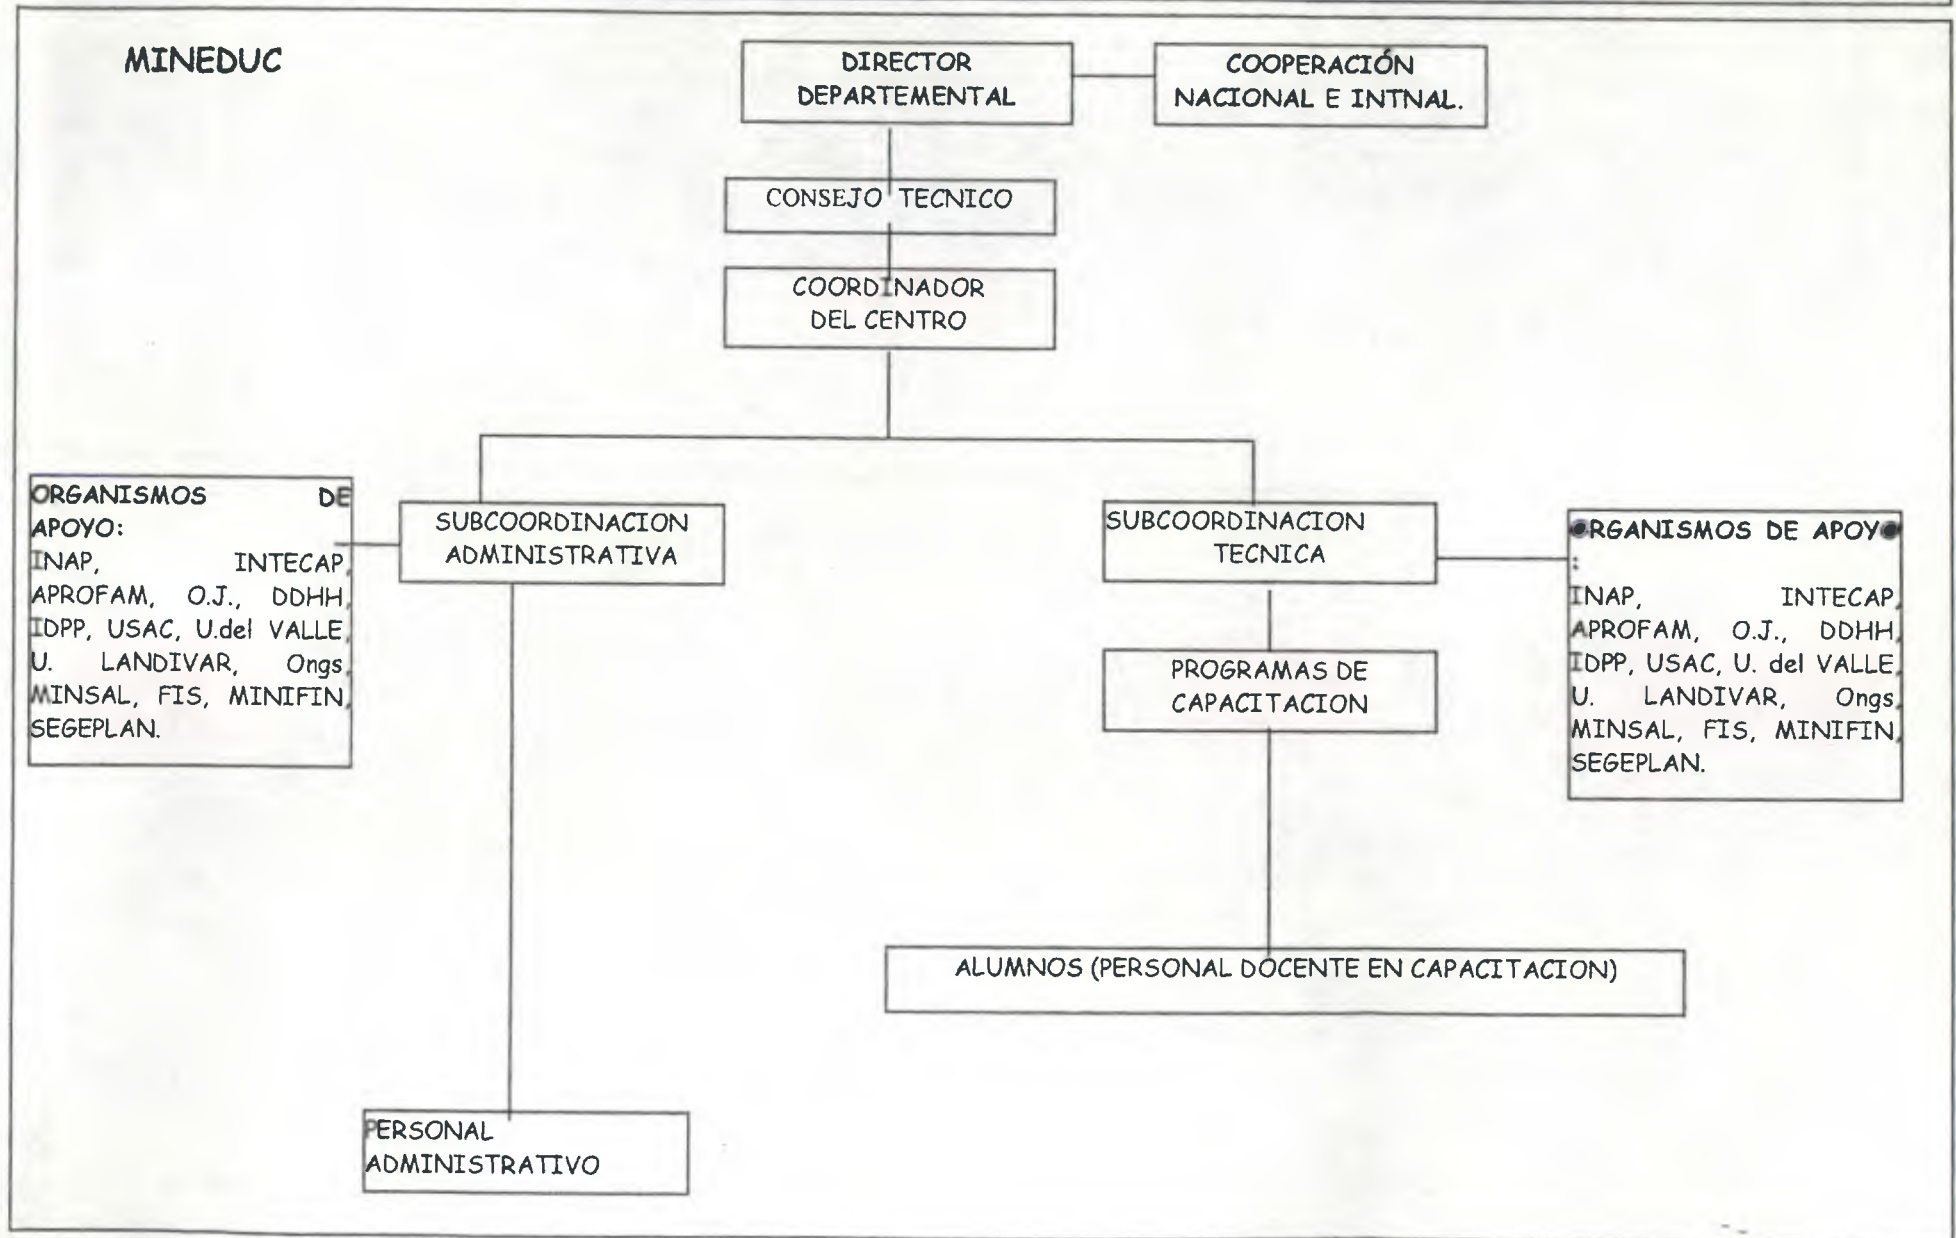 MINEDUC
DIRECTOR
DEPARTEMENTAL
COOPERACIÓN
NACIONAL E INTNAL.
CONSEJO TECNICO
COORDINADOR
DEL CENTRO
ORGANISMOS DE
APOYO:
INAP, INTECAP,
APROFAM, O.J., DDHH,
IDPP, USAC, U.del VALLE,
U. LANDIVAR, Ongs,
MINSAL, FIS, MINIFIN,
SEGEPLAN.
SUBCOORDINACION
ADMINISTRATIVA
SUBCOORDINACION
TECNICA
ORGANISMOS DE APOYO
:
INAP, INTECAP,
APROFAM, O.J., DDHH,
IDPP, USAC, U. del VALLE,
U. LANDIVAR, Ongs,
MINSAL, FIS, MINIFIN,
SEGEPLAN.
PROGRAMAS DE
CAPACITACION
ALUMNOS (PERSONAL DOCENTE EN CAPACITACION)
PERSONAL
ADMINISTRATIVO